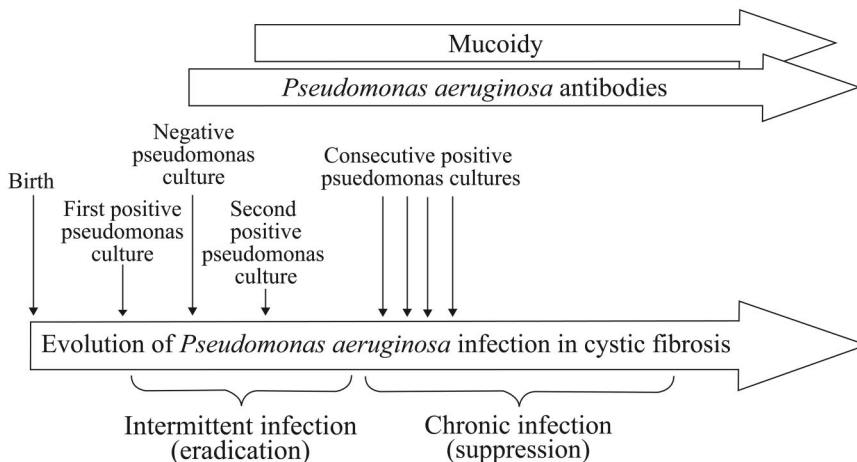 Mucoidy
Pseudomonas aeruginosa antibodies
Negative
pseudomonas
culture
Consecutive positive
psuedomonas cultures
Birth
First positive
pseudomonas
culture
Second
positive
pseudomonas
culture
Evolution of Pseudomonas aeruginosa infection in cystic fibrosis
Intermittent infection
(eradication)
Chronic infection
(suppression)